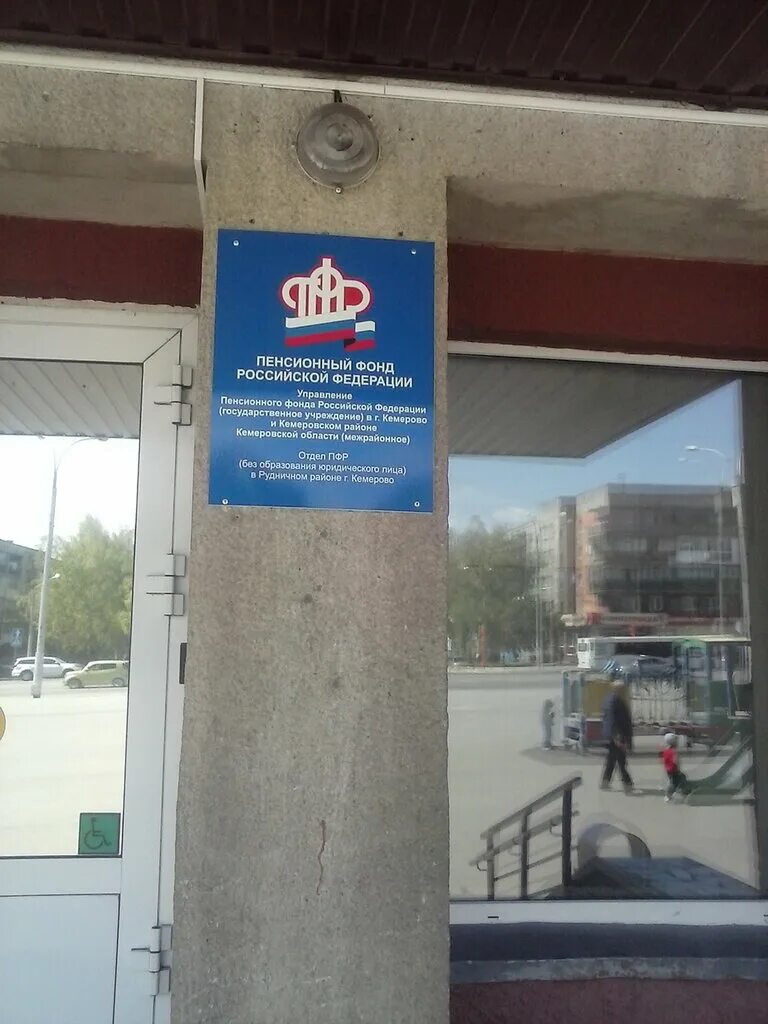 ПЕНСИОННЫЙ ФОНД
РОССИЙСКОЙ ФЕДЕРАЦИИ
Управление
Пенсионного фонда Российской Федерации
(государственное учреждение) в г. Кемерово
и Кемеровском районе
Кемеровской области (межрайонное)
Отдел ПФР
(без образования юридического лица)
в Рудничном районе г. Кемерово